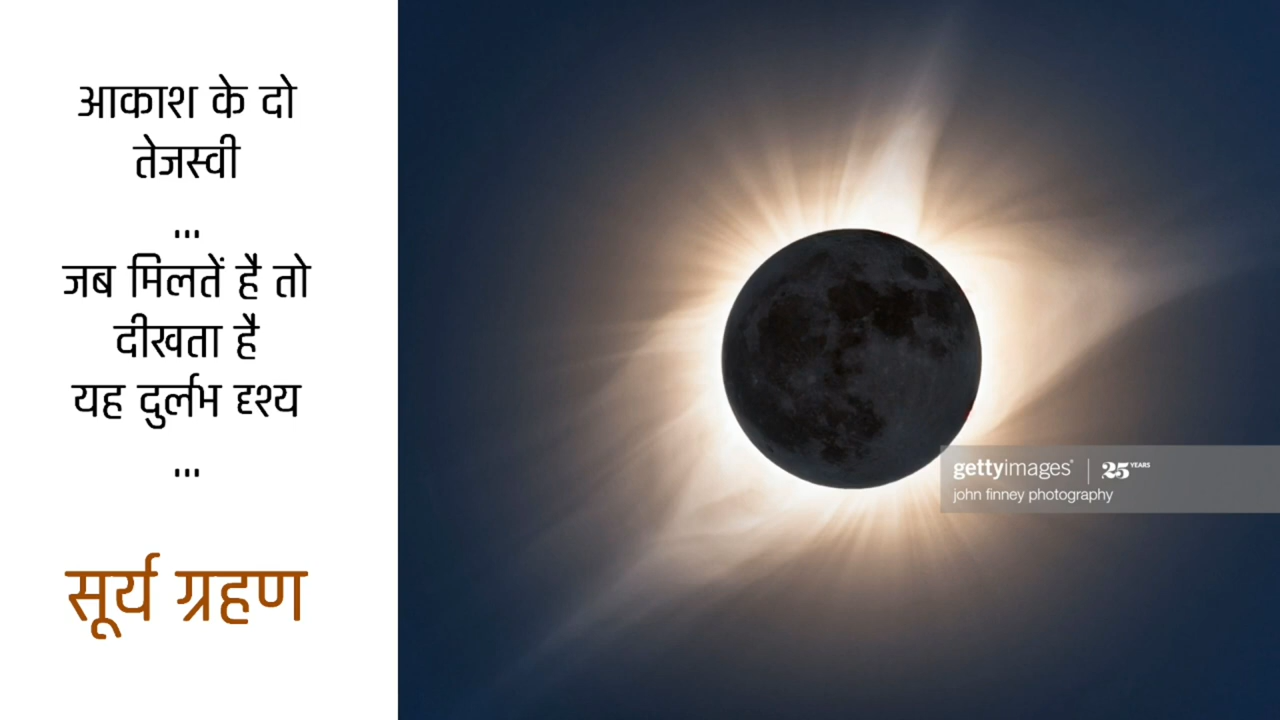 आकाश के दो
तेजस्वी
...
जब मिलतें है तो
दीखता है
यह दुर्लभ दृश्य
...
सूर्य ग्रहण
gettyimages® | 25 YEARS
john finney photography